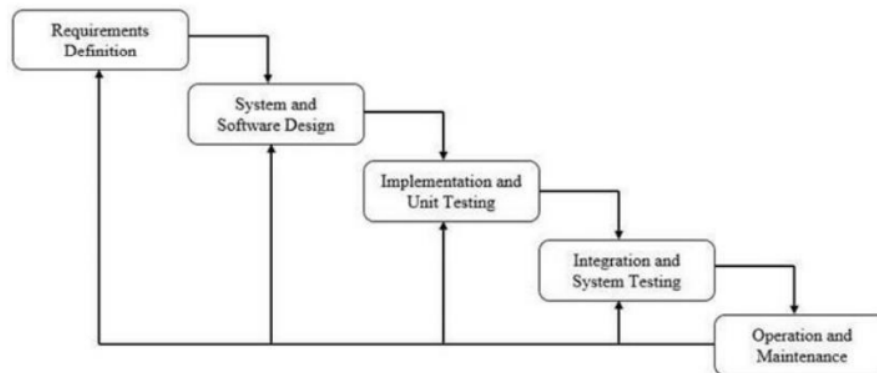 Requirements
Definition
System and
Software Design
Implementation and
Unit Testing
Integration and
System Testing
Operation and
Maintenance